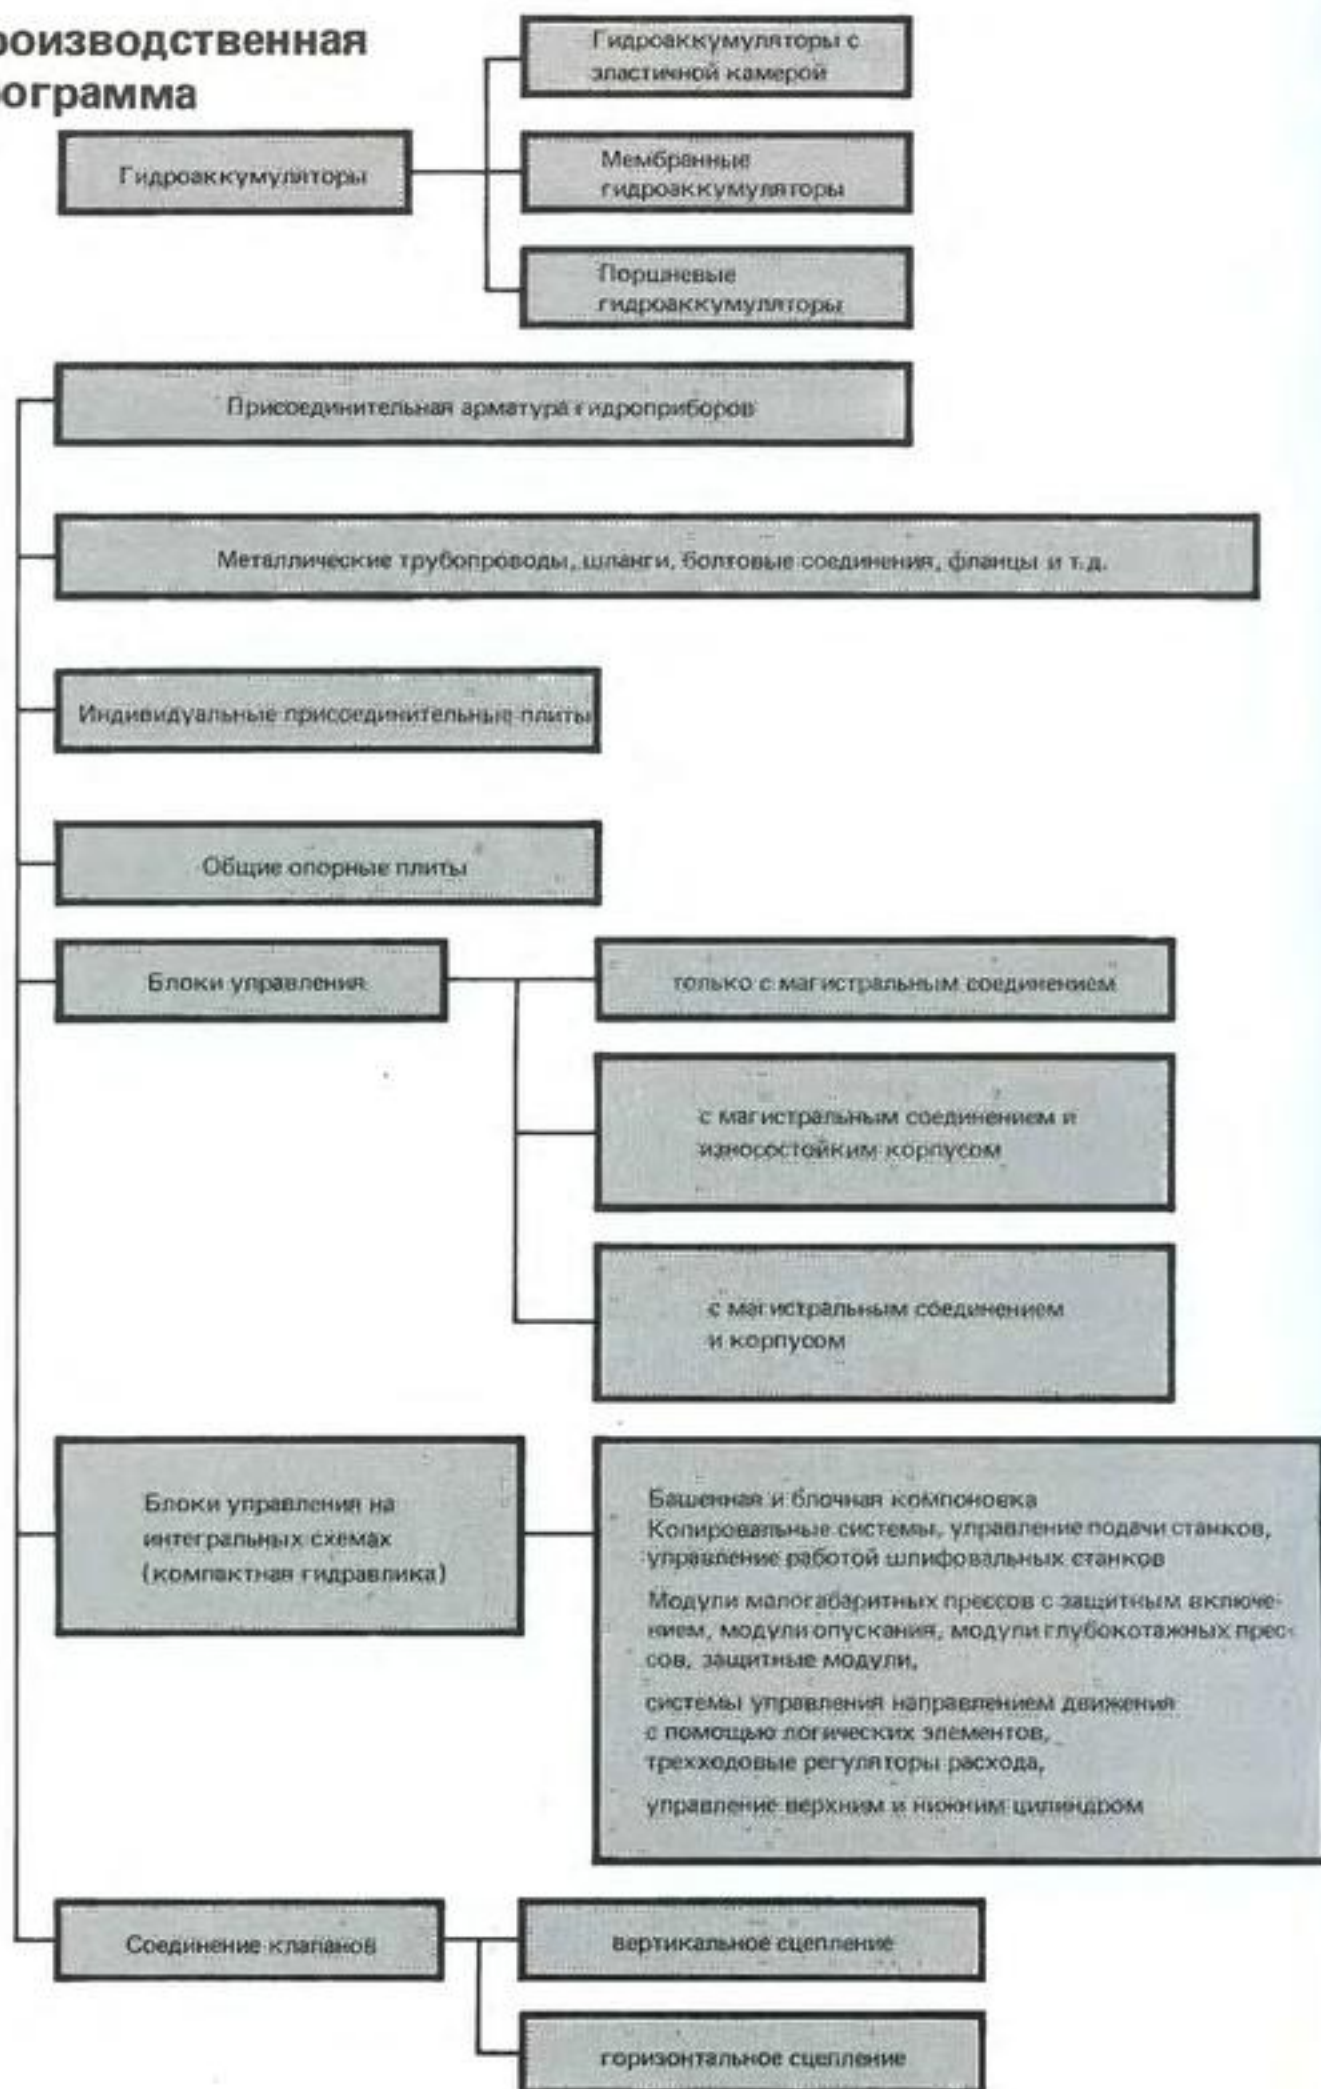 роизводственная
ограмма
Гидроаккумуляторы
Гидроаккумуляторы с
эластичной камерой
Мембранные
гидроаккумуляторы
Поршневые
гидроаккумуляторы
Присоединительная арматура гидроприборов
Металлические трубопроводы, шланги, болтовые соединения, фланцы и т.д.
Индивидуальные присоединительные плиты
Общие опорные плиты
Блоки управления
только с магистральным соединением
с магистральным соединением и
износостойким корпусом
с магистральным соединением
и корпусом
Блоки управления на
интегральных схемах
(компактная гидравлика)
Башенная и блочная компоновка
Копировальные системы, управление подачи станков,
управление работой шлифовальных станков
Модули малогабаритных прессов с защитным включе-
нием, модули опускания, модули глубокотажных прес-
сов, защитные модули,
системы управления направлением движения
с помощью логических элементов,
трехходовые регуляторы расхода,
управление верхним и нижним цилиндром
Соединение клапанов
вертикальное сцепление
горизонтальное сцепление